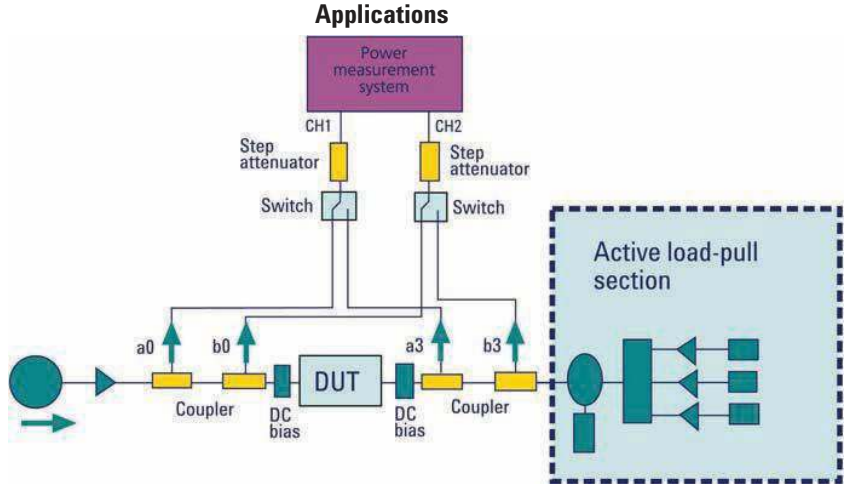 Applications
Power
measurement
system
CH1
CH2
Step
attenuator
Step
attenuator
Switch
Switch
Active load-pull
section
a0
b0
a3
b3
DUT
Coupler
DC
bias
DC
bias
Coupler